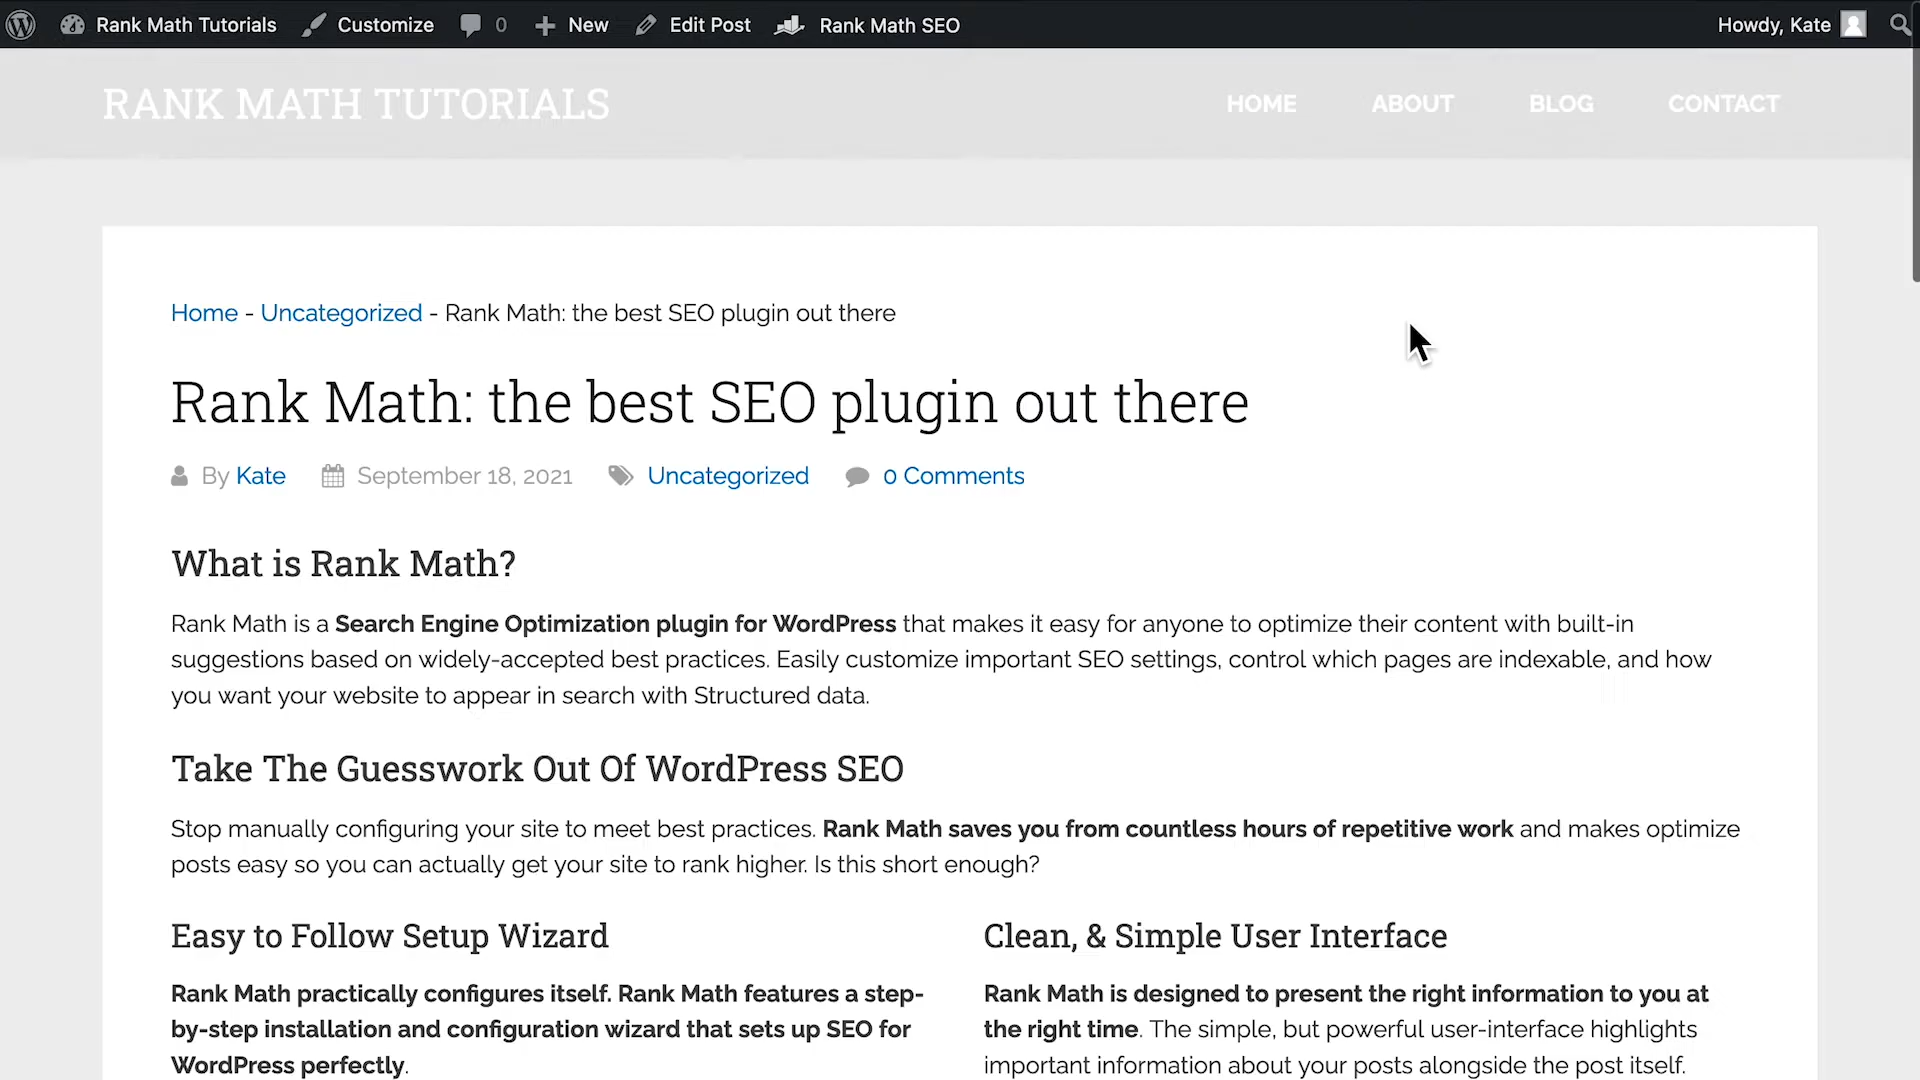 Rank Math Tutorials Customize 0 New Edit Post Rank Math SEO Howdy, Kate
RANK MATH TUTORIALS HOME ABOUT BLOG CONTACT
Home - Uncategorized - Rank Math: the best SEO plugin out there
Rank Math: the best SEO plugin out there
By Kate September 18, 2021 Uncategorized 0 Comments
What is Rank Math?
Rank Math is a Search Engine Optimization plugin for WordPress that makes it easy for anyone to optimize their content with built-in
suggestions based on widely-accepted best practices. Easily customize important SEO settings, control which pages are indexable, and how
you want your website to appear in search with Structured data.
Take The Guesswork Out Of WordPress SEO
Stop manually configuring your site to meet best practices. Rank Math saves you from countless hours of repetitive work and makes optimize
posts easy so you can actually get your site to rank higher. Is this short enough?
Easy to Follow Setup Wizard
Rank Math practically configures itself. Rank Math features a step-
by-step installation and configuration wizard that sets up SEO for
WordPress perfectly.
Clean, & Simple User Interface
Rank Math is designed to present the right information to you at
the right time. The simple, but powerful user-interface highlights
important information about your posts alongside the post itself.